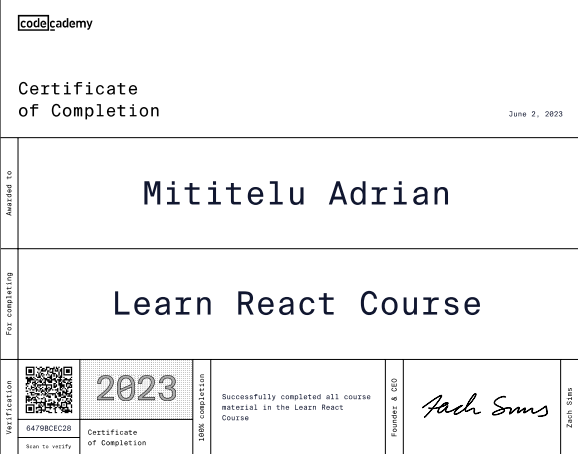 codecademy
Certificate
of Completion
June 2, 2023
Awarded to
Mititelu Adrian
For completing
Learn React Course
Verification
6479BCEC28
Scan to verify
2023
Certificate
of Completion
100% completion
Successfully completed all course
material in the Learn React
Course
Founder & CEO
Zach Sims
Zach Sims